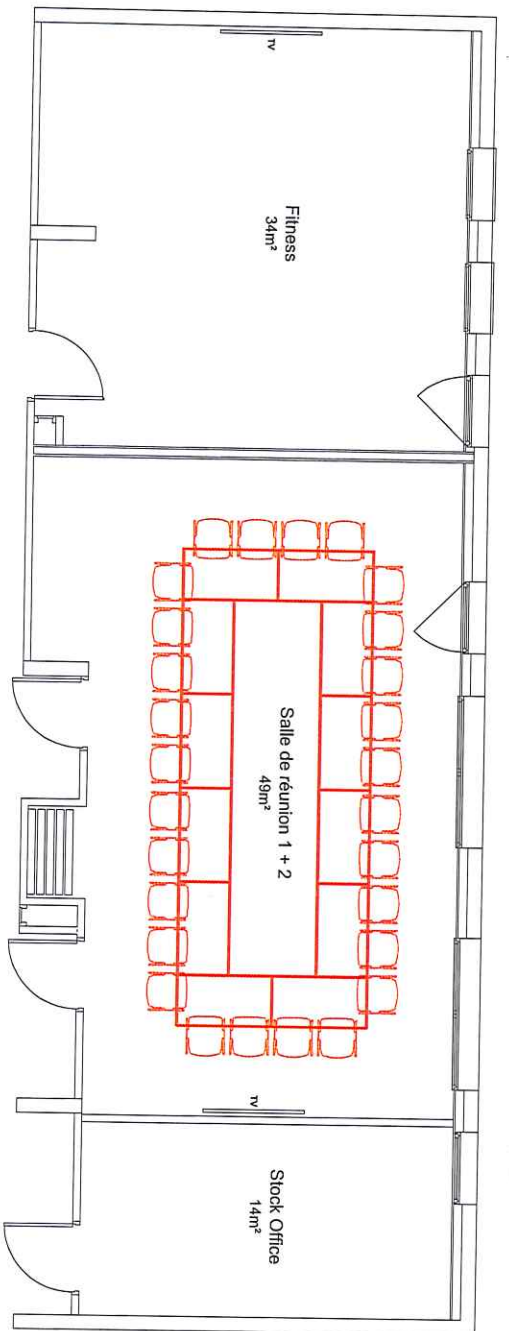 TV
Fitness
34m²
Salle de réunion 1 + 2
49m²
TV
Stock Office
14m²